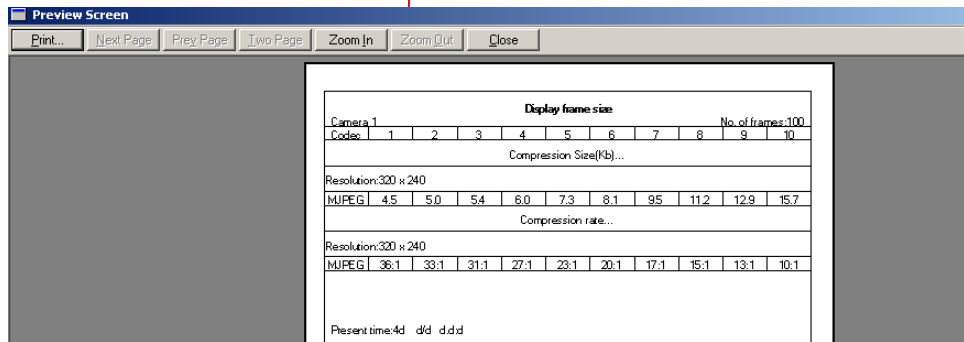 Preview Screen
Print... Next Page Prev Page Two Page Zoom In Zoom Out Close
Display frame size
Camera 1 No. of frames:100
Codec 1 2 3 4 5 6 7 8 9 10
Compression Size(Kb)...
Resolution:320 x 240
MJPEG 4.5 5.0 5.4 6.0 7.3 8.1 9.5 11.2 12.9 15.7
Compression rate...
Resolution:320 x 240
MJPEG 36:1 33:1 31:1 27:1 23:1 20:1 17:1 15:1 13:1 10:1
Present time:4d d/d d.d:d